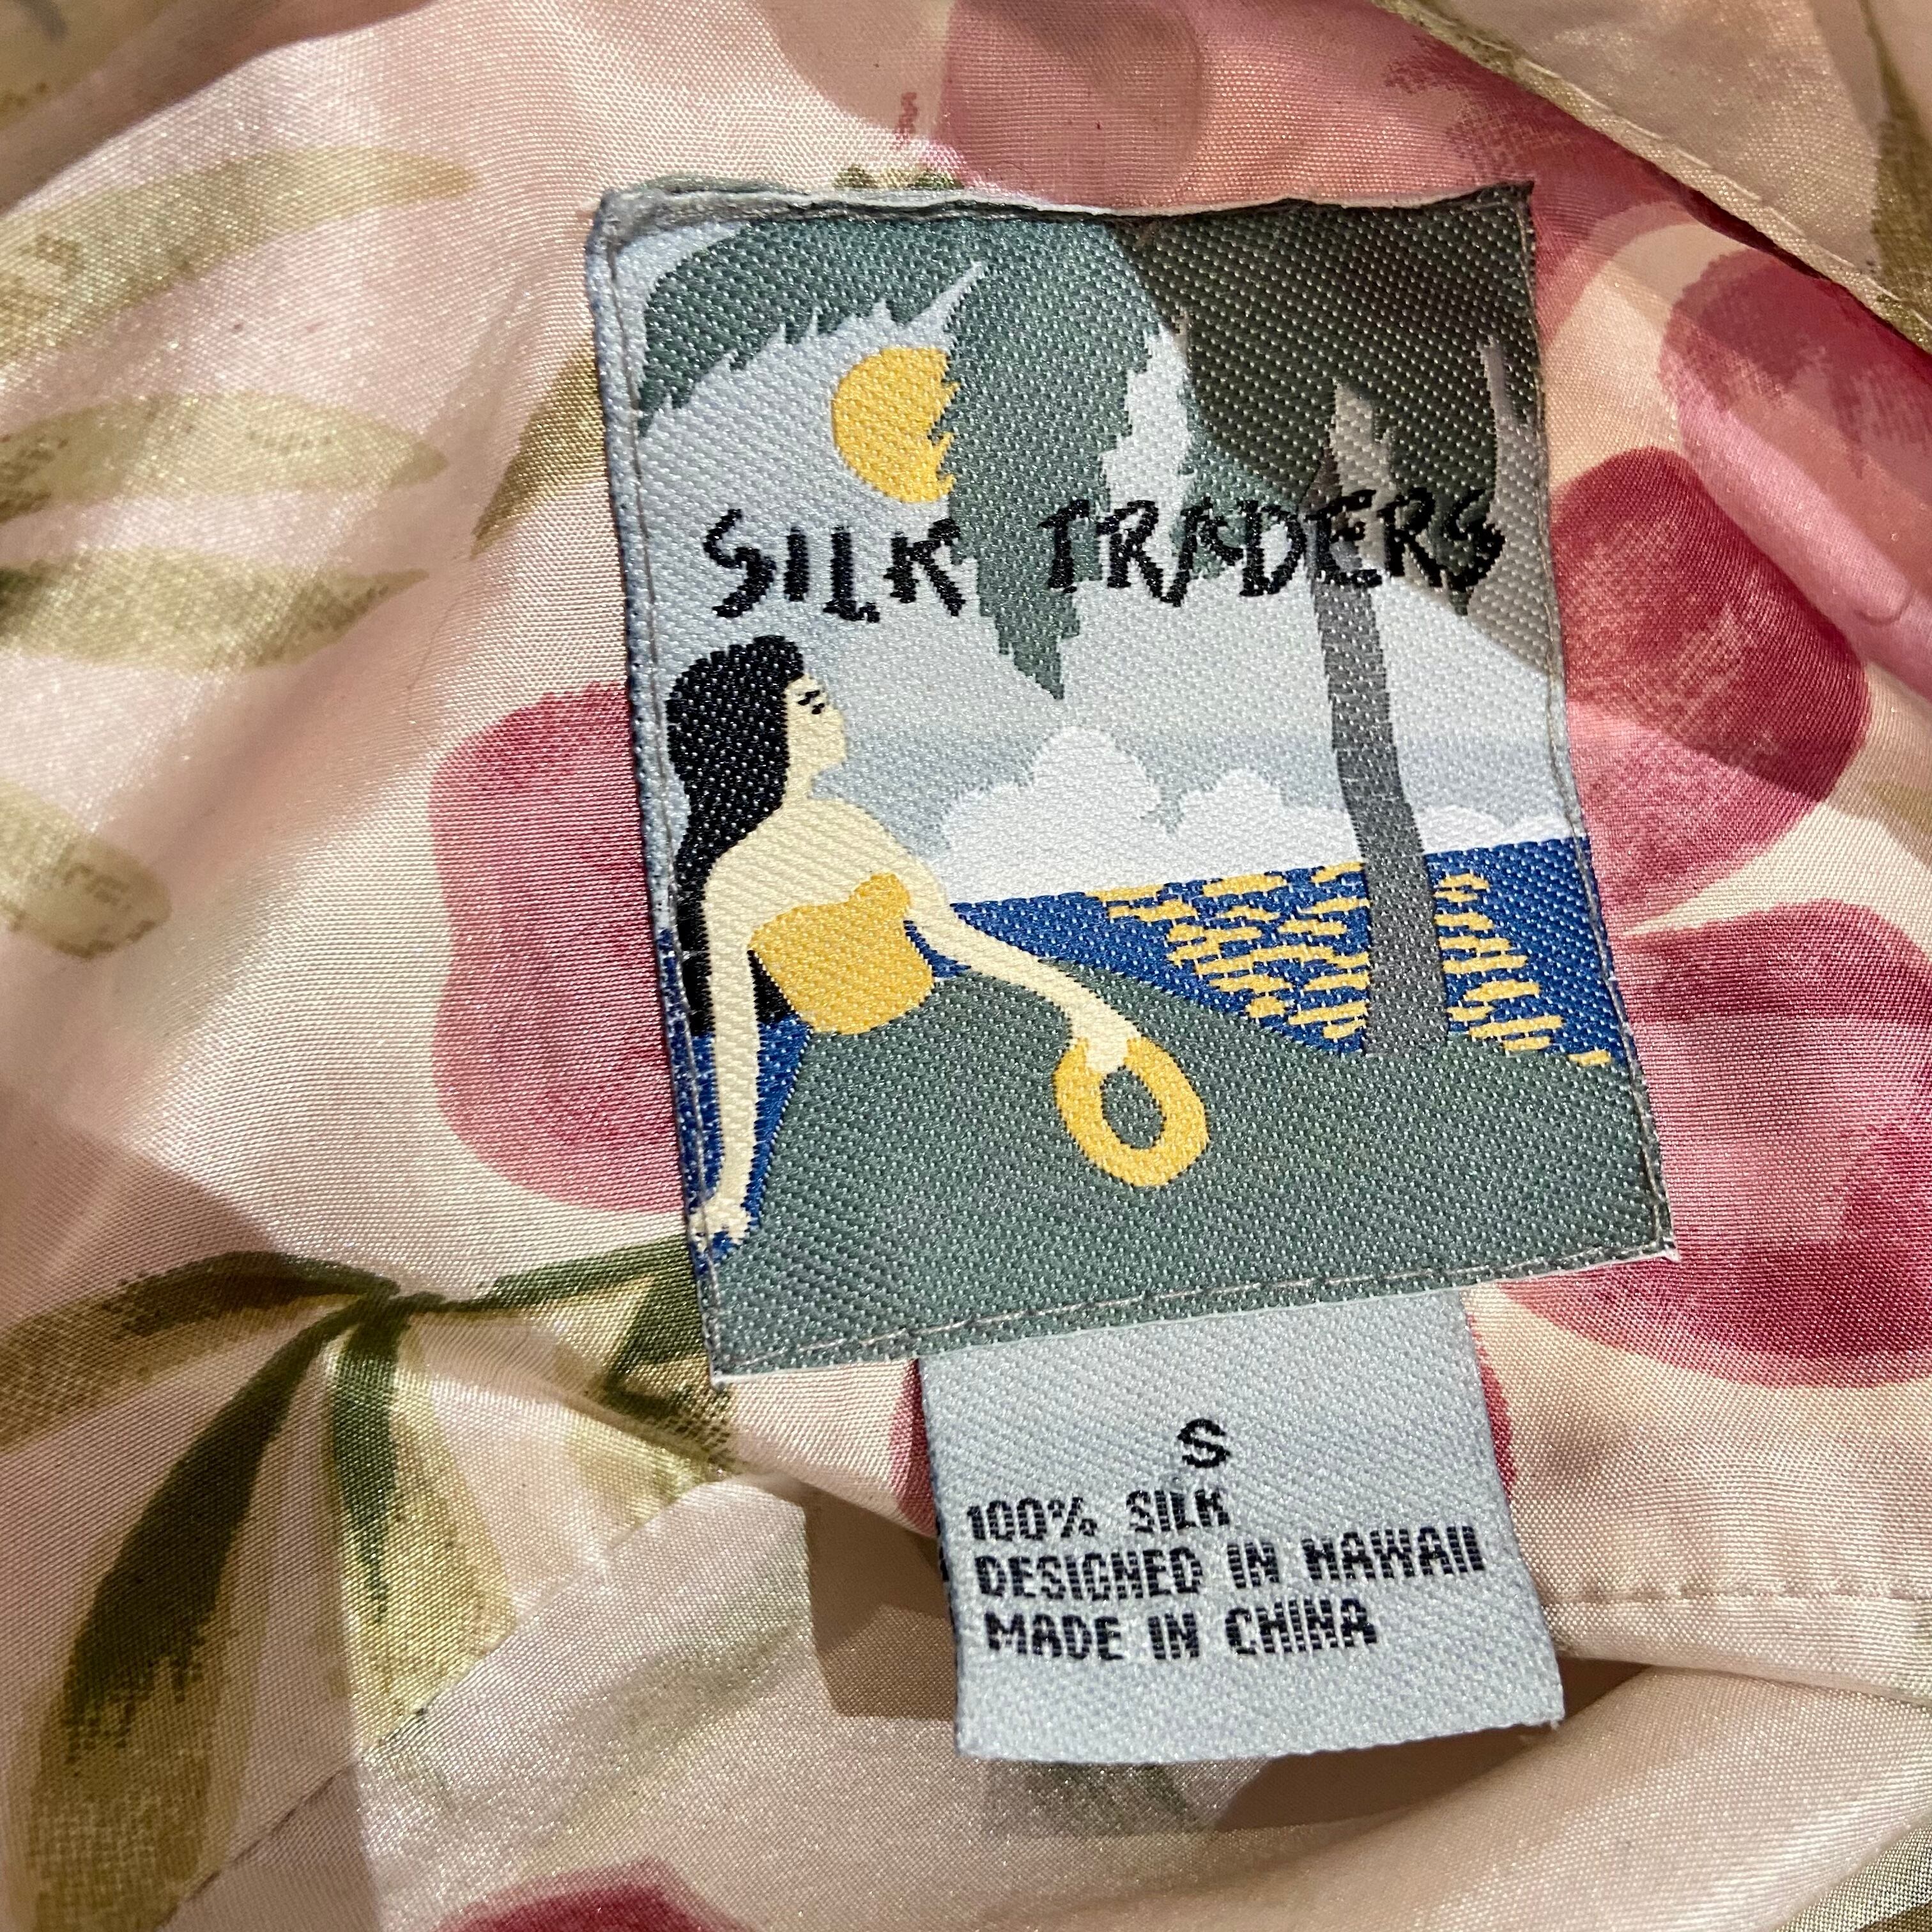 SILK TRADERS
S
100% SILK
DESIGNED IN HAWAII
MADE IN CHINA